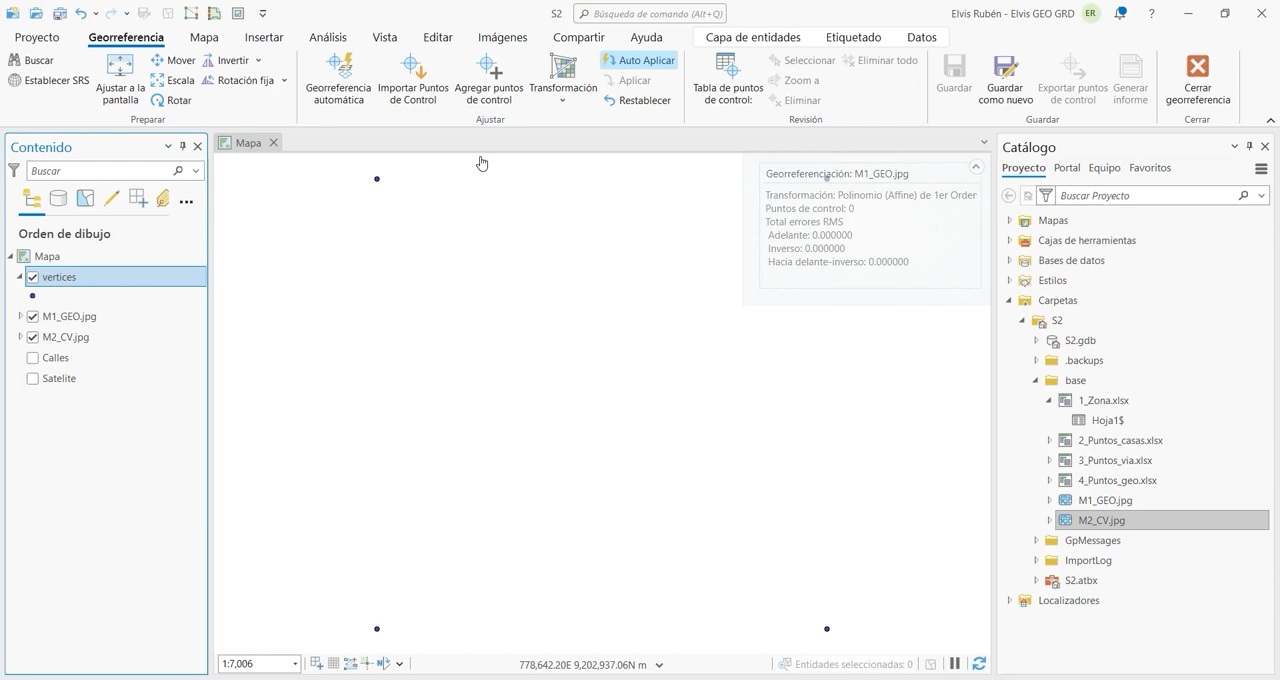 S2
Búsqueda de comando (Alt+Q)
Elvis Rubén - Elvis GEO GRD
ER
?
Proyecto
Georreferencia
Mapa
Insertar
Análisis
Vista
Editar
Imágenes
Compartir
Ayuda
Capa de entidades
Etiquetado
Datos
Buscar
Establecer SRS
Ajustar a la pantalla
Mover
Escala
Rotar
Invertir
Rotación fija
Preparar
Georreferencia automática
Importar Puntos de Control
Agregar puntos de control
Transformación
Auto Aplicar
Aplicar
Restablecer
Ajustar
Tabla de puntos de control:
Seleccionar
Zoom a
Eliminar
Eliminar todo
Revisión
Guardar
Guardar como nuevo
Exportar puntos de control
Generar informe
Guardar
Cerrar georreferencia
Cerrar
Contenido
Buscar
Orden de dibujo
Mapa
vertices
M1_GEO.jpg
M2_CV.jpg
Calles
Satelite
Mapa
Georreferenciación: M1_GEO.jpg
Transformación: Polinomio (Affine) de 1er Orden
Puntos de control: 0
Total errores RMS
Adelante: 0.000000
Inverso: 0.000000
Hacia delante-inverso: 0.000000
1:7,006
778,642.20E 9,202,937.06N m
Entidades seleccionadas: 0
Catálogo
Proyecto
Portal
Equipo
Favoritos
Buscar Proyecto
Mapas
Cajas de herramientas
Bases de datos
Estilos
Carpetas
S2
S2.gdb
.backups
base
1_Zona.xlsx
Hoja1$
2_Puntos_casas.xlsx
3_Puntos_via.xlsx
4_Puntos_geo.xlsx
M1_GEO.jpg
M2_CV.jpg
GpMessages
ImportLog
S2.atbx
Localizadores